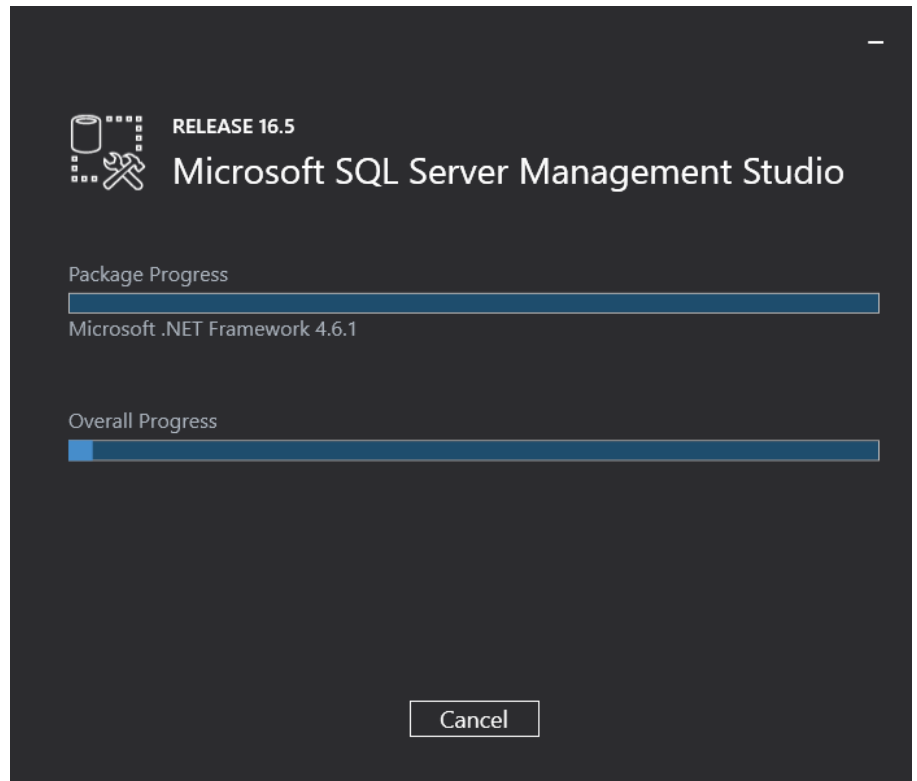 RELEASE 16.5
Microsoft SQL Server Management Studio
Package Progress
Microsoft .NET Framework 4.6.1
Overall Progress
Cancel